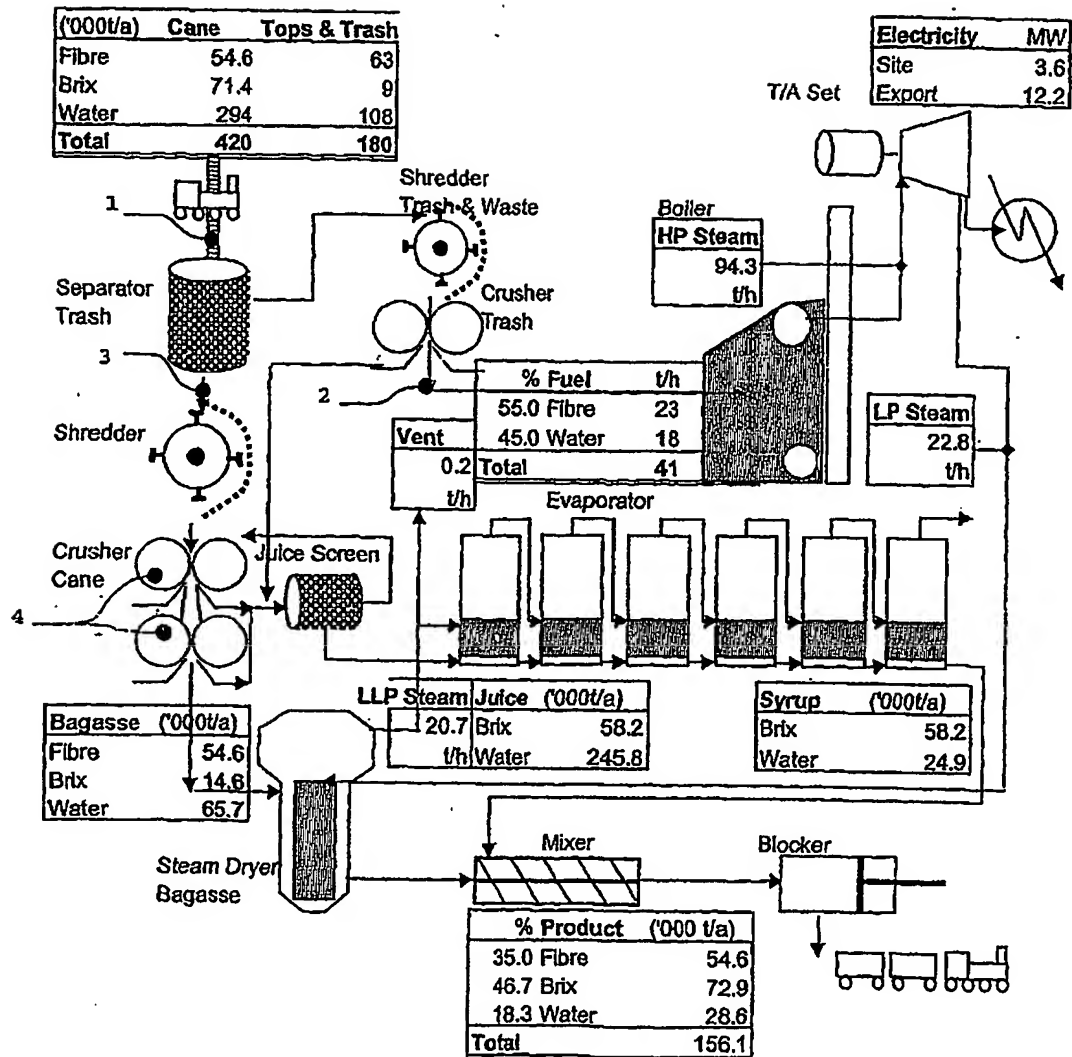 ('000t/a) Cane Tops & Trash
Fibre 54.6 63
Brix 71.4 9
Water 294 108
Total 420 180
Electricity MW
Site 3.6
Export 12.2
T/A Set
1
Shredder
Trash & Waste
Boiler
HP Steam
94.3
t/h
Separator
Trash
Crusher
Trash
3
2
% Fuel t/h
55.0 Fibre 23
45.0 Water 18
Total 41
Vent
0.2
t/h
LP Steam
22.8
t/h
Shredder
Evaporator
Crusher
Cane
Juice Screen
4
LLP Steam
20.7
t/h
Juice ('000t/a)
Brix 58.2
Water 245.8
Syrup ('000t/a)
Brix 58.2
Water 24.9
Bagasse ('000t/a)
Fibre 54.6
Brix 14.6
Water 65.7
Steam Dryer
Bagasse
Mixer
Blocker
% Product ('000 t/a)
35.0 Fibre 54.6
46.7 Brix 72.9
18.3 Water 28.6
Total 156.1